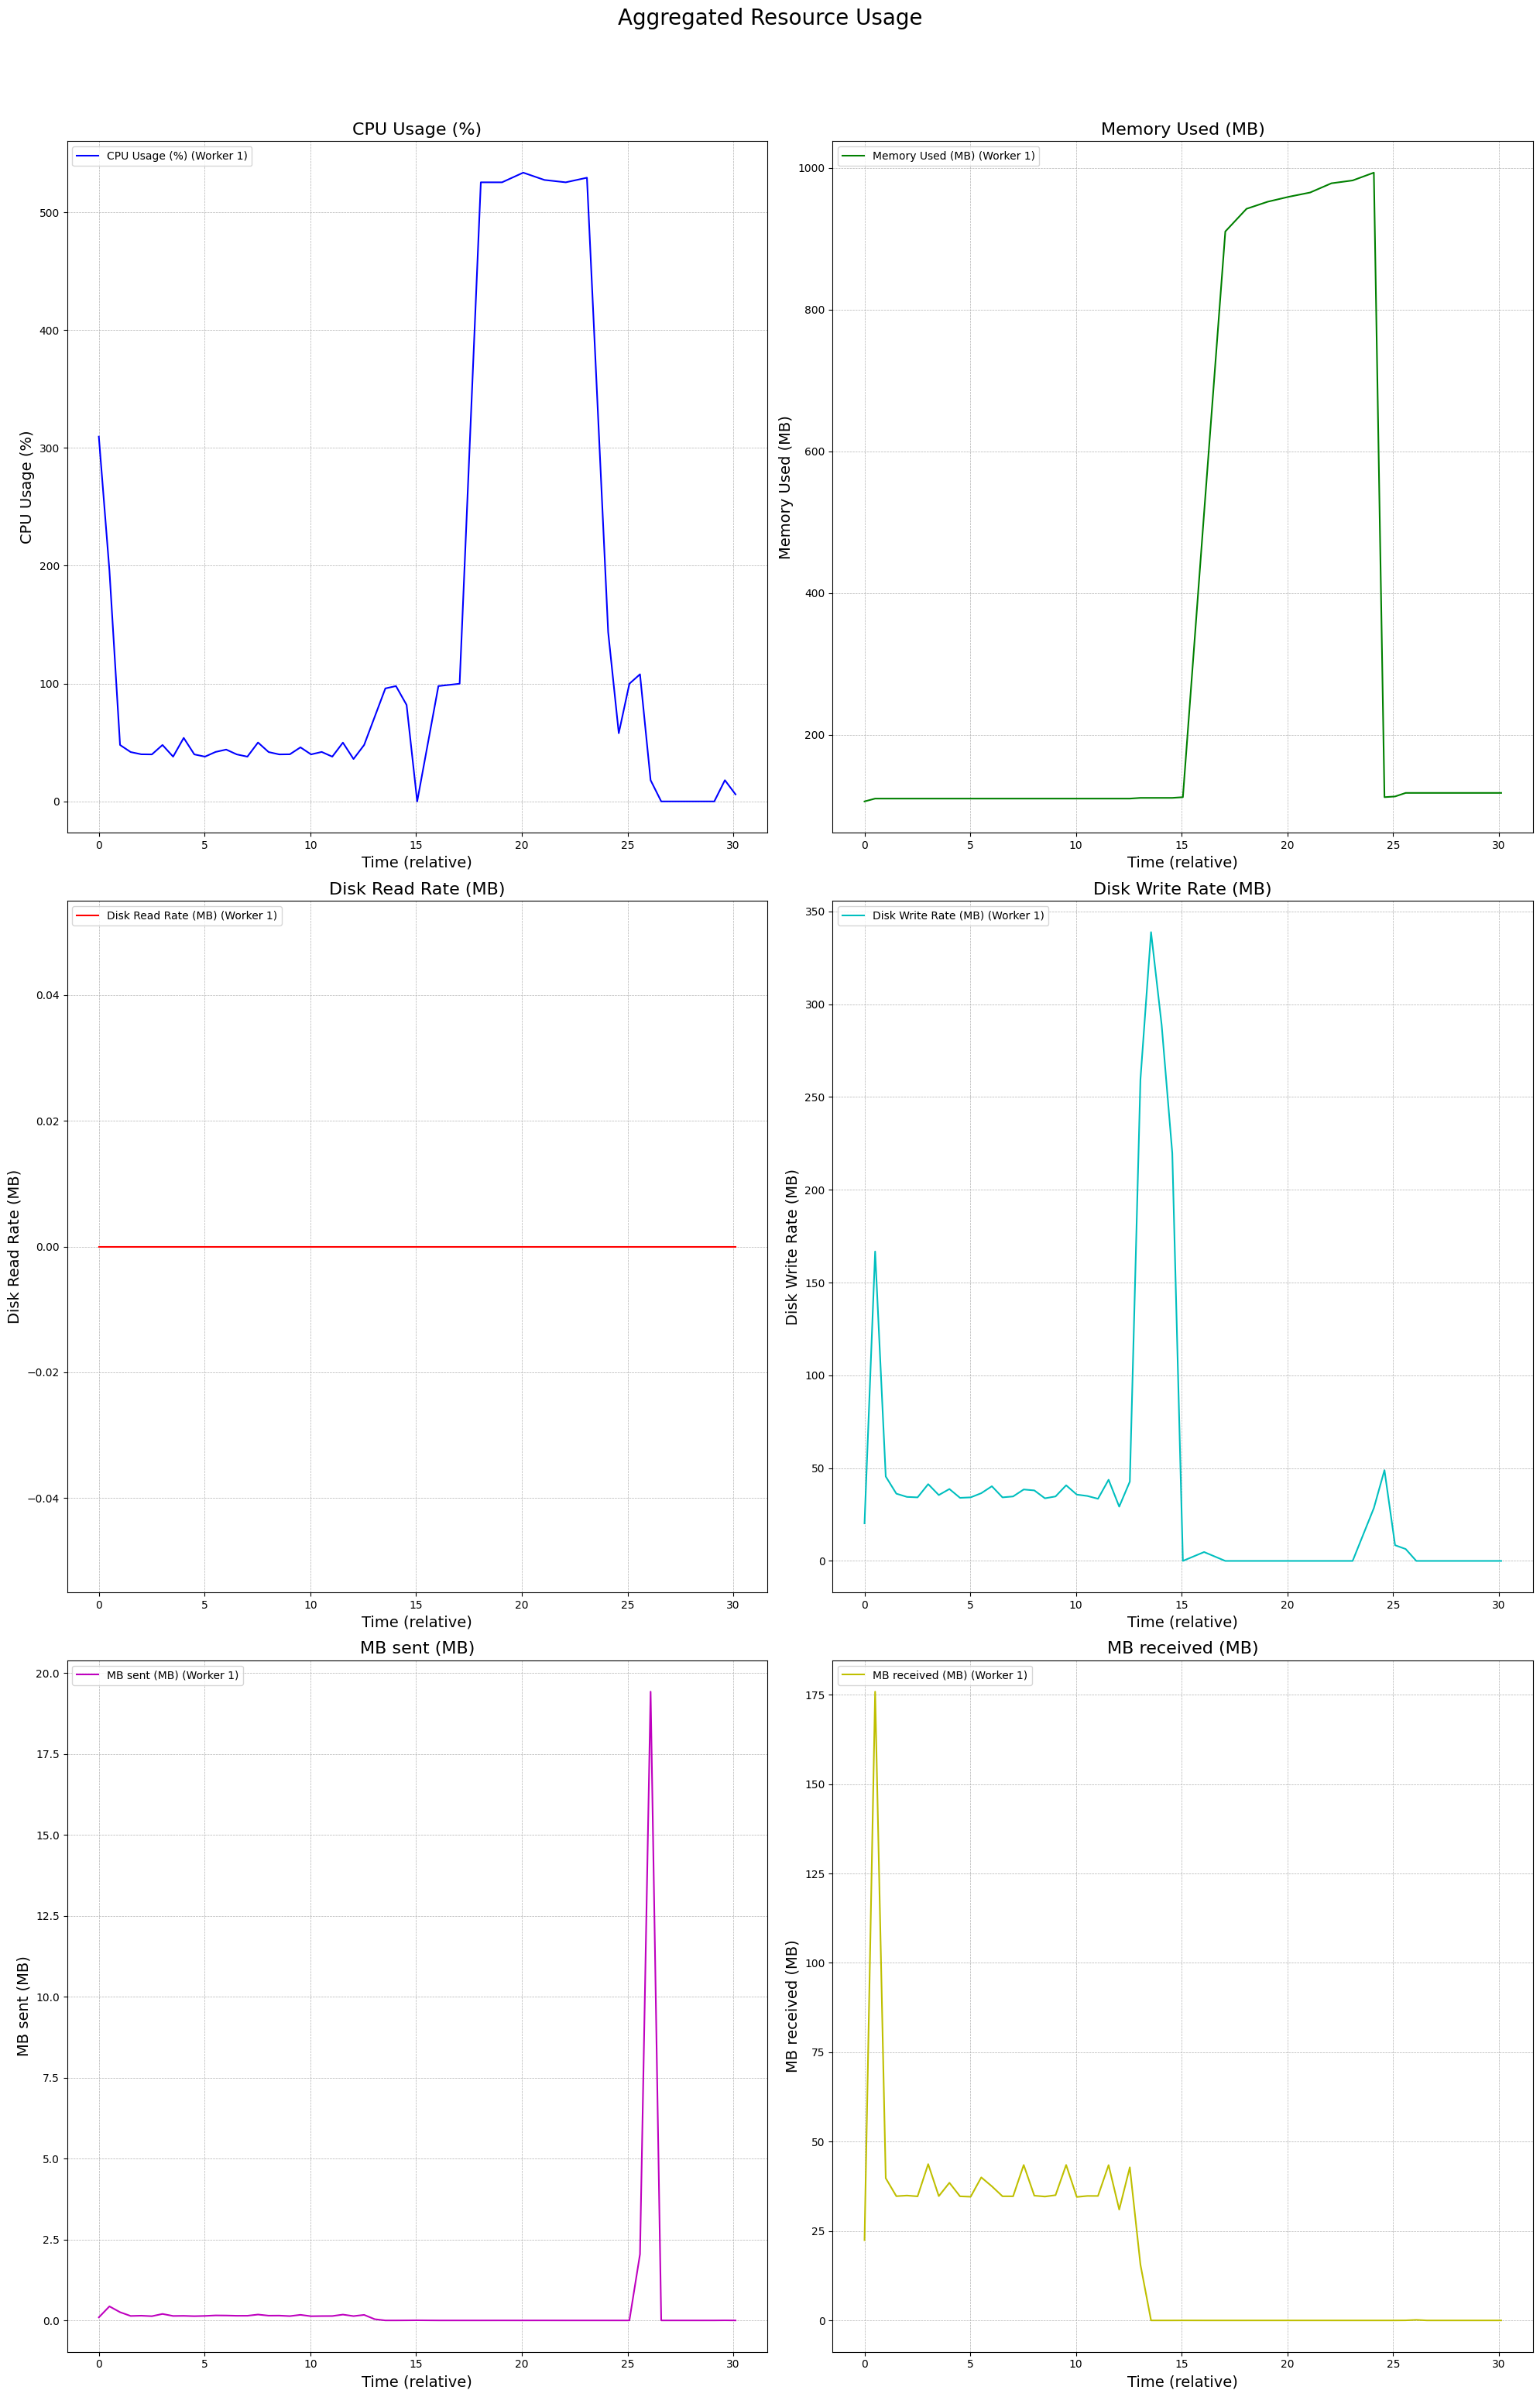 Aggregated Resource Usage
CPU Usage (%)
CPU Usage (%) (Worker 1)
CPU Usage (%)
500
400
300
200
100
0
0 5 10 15 20 25 30
Time (relative)
Memory Used (MB)
Memory Used (MB) (Worker 1)
Memory Used (MB)
1000
800
600
400
200
0 5 10 15 20 25 30
Time (relative)
Disk Read Rate (MB)
Disk Read Rate (MB) (Worker 1)
Disk Read Rate (MB)
0.04
0.02
0.00
−0.02
−0.04
0 5 10 15 20 25 30
Time (relative)
Disk Write Rate (MB)
Disk Write Rate (MB) (Worker 1)
Disk Write Rate (MB)
350
300
250
200
150
100
50
0
0 5 10 15 20 25 30
Time (relative)
MB sent (MB)
MB sent (MB) (Worker 1)
MB sent (MB)
20.0
17.5
15.0
12.5
10.0
7.5
5.0
2.5
0.0
0 5 10 15 20 25 30
Time (relative)
MB received (MB)
MB received (MB) (Worker 1)
MB received (MB)
175
150
125
100
75
50
25
0
0 5 10 15 20 25 30
Time (relative)